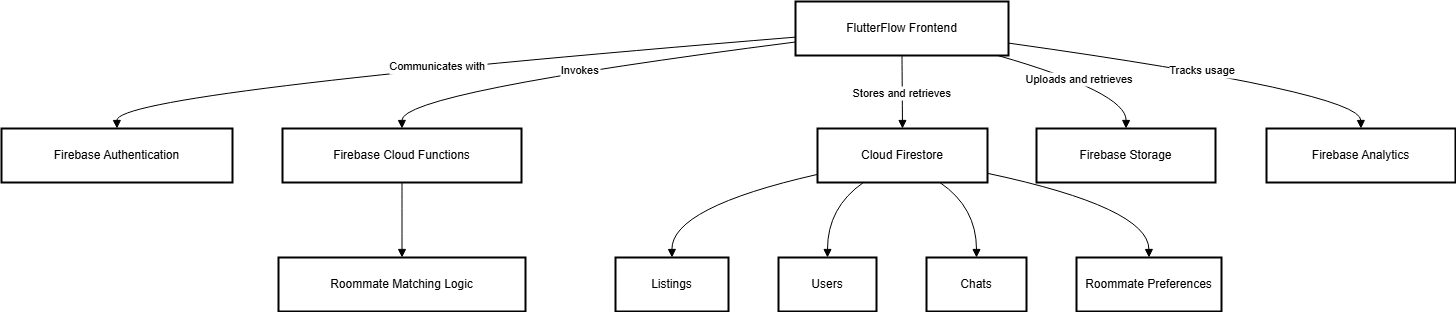 FlutterFlow Frontend
Communicates with
Invokes
Stores and retrieves
Uploads and retrieves
Tracks usage
Firebase Authentication
Firebase Cloud Functions
Cloud Firestore
Firebase Storage
Firebase Analytics
Roommate Matching Logic
Listings
Users
Chats
Roommate Preferences